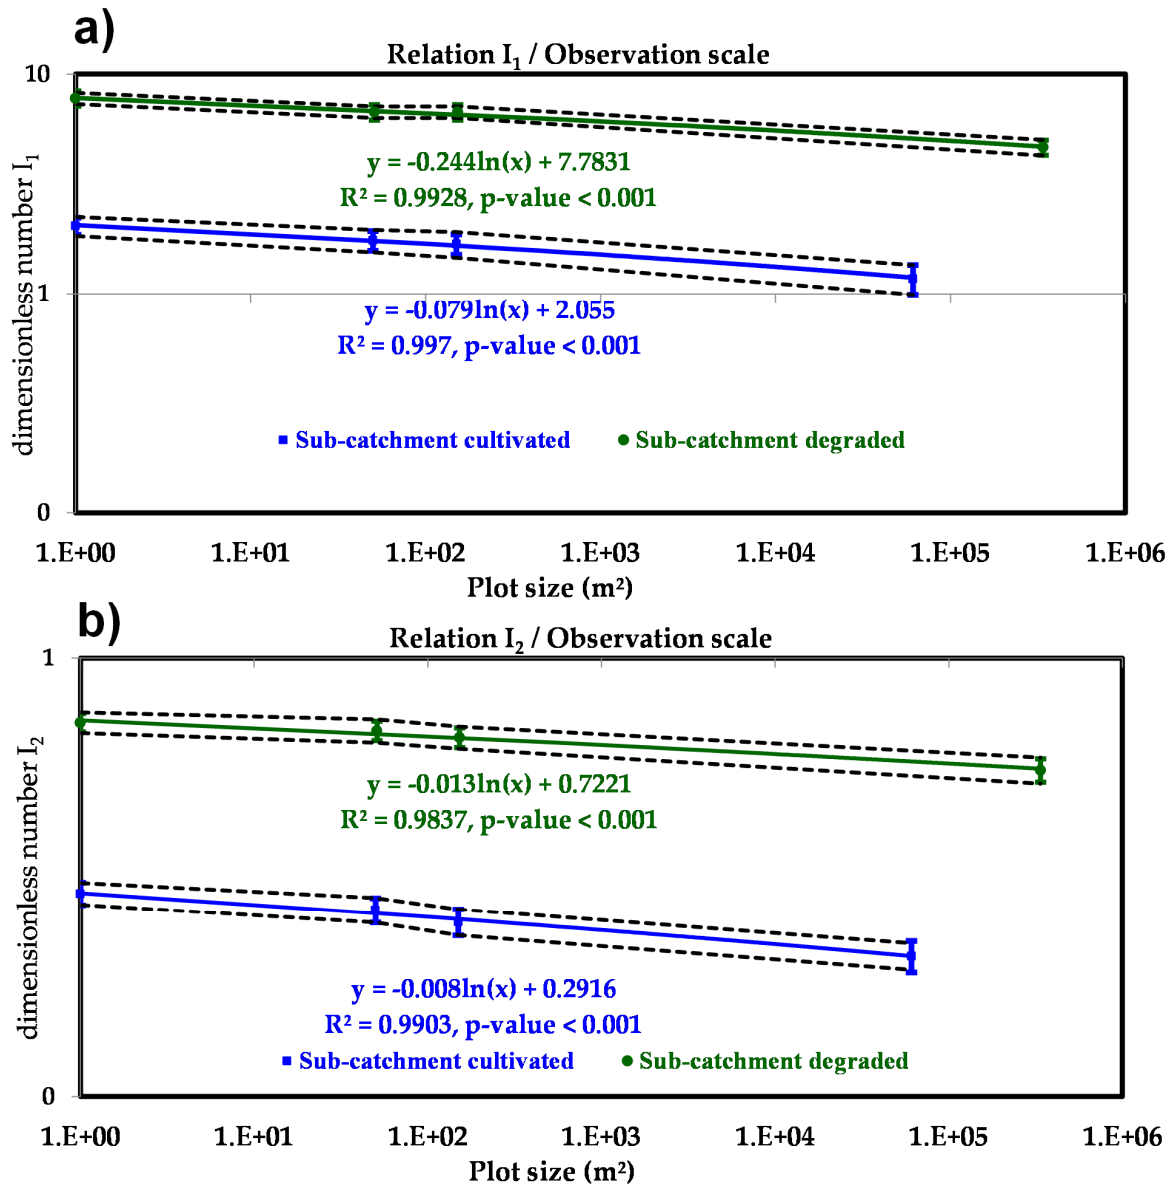 a)
Relation I₁ / Observation scale
10
dimensionless number I₁
y = -0.244ln(x) + 7.7831
R² = 0.9928, p-value < 0.001
1
y = -0.079ln(x) + 2.055
R² = 0.997, p-value < 0.001
Sub-catchment cultivated Sub-catchment degraded
0
1.E+00 1.E+01 1.E+02 1.E+03 1.E+04 1.E+05 1.E+06
Plot size (m²)
b)
Relation I₂ / Observation scale
1
dimensionless number I₂
y = -0.013ln(x) + 0.7221
R² = 0.9837, p-value < 0.001
y = -0.008ln(x) + 0.2916
R² = 0.9903, p-value < 0.001
Sub-catchment cultivated Sub-catchment degraded
0
1.E+00 1.E+01 1.E+02 1.E+03 1.E+04 1.E+05 1.E+06
Plot size (m²)